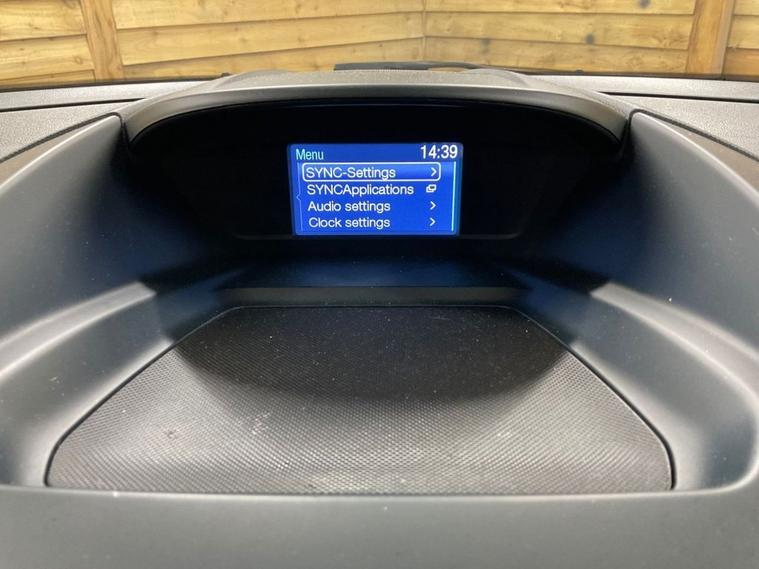 Menu 14:39
SYNC-Settings
SYNCApplications
Audio settings
Clock settings